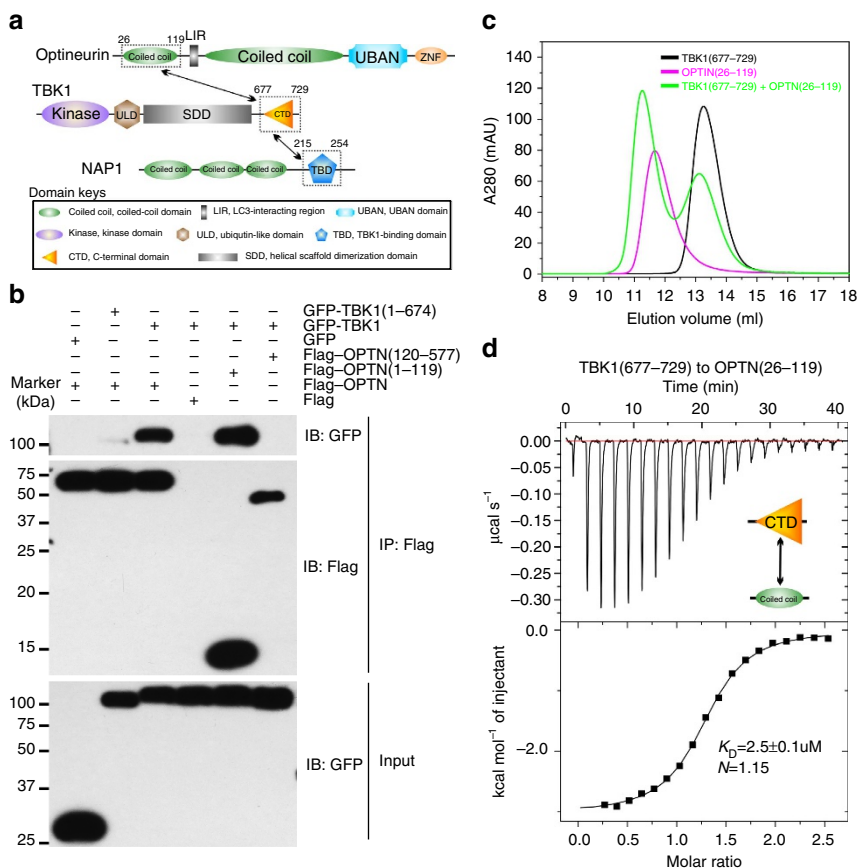 a
26 119 LIR
Optineurin Coiled coil Coiled coil UBAN ZNF
TBK1 677 729
Kinase ULD SDD CTD
215 254
NAP1 Coiled coil Coiled coil Coiled coil TBD
Domain keys
Coiled coil, coiled-coil domain LIR, LC3-interacting region UBAN, UBAN domain
Kinase, kinase domain ULD, ubiqutin-like domain TBD, TBK1-binding domain
CTD, C-terminal domain SDD, helical scaffold dimerization domain
b
– + – – – – GFP-TBK1(1–674)
– – + + + + GFP-TBK1
+ – – – – – GFP
– – – – – + Flag–OPTN(120–577)
– – – – + – Flag–OPTN(1–119)
Marker + + + – – – Flag–OPTN
(kDa) – – – + – – Flag
100 IB: GFP
75
50
37
25
20
15
IB: Flag
IP: Flag
100
75
50
37
25
IB: GFP
Input
c
140
120
100
80
60
40
20
0
A280 (mAU)
TBK1(677–729)
OPTIN(26–119)
TBK1(677–729) + OPTN(26–119)
8 9 10 11 12 13 14 15 16 17 18
Elution volume (ml)
d
TBK1(677–729) to OPTN(26–119)
Time (min)
0 5 10 15 20 25 30 35 40
0.00
–0.05
–0.10
–0.15
–0.20
–0.25
–0.30
µcal s⁻¹
CTD
Coiled coil
0.0
–2.0
kcal mol⁻¹ of injectant
KD=2.5±0.1uM
N=1.15
0.0 0.5 1.0 1.5 2.0 2.5
Molar ratio